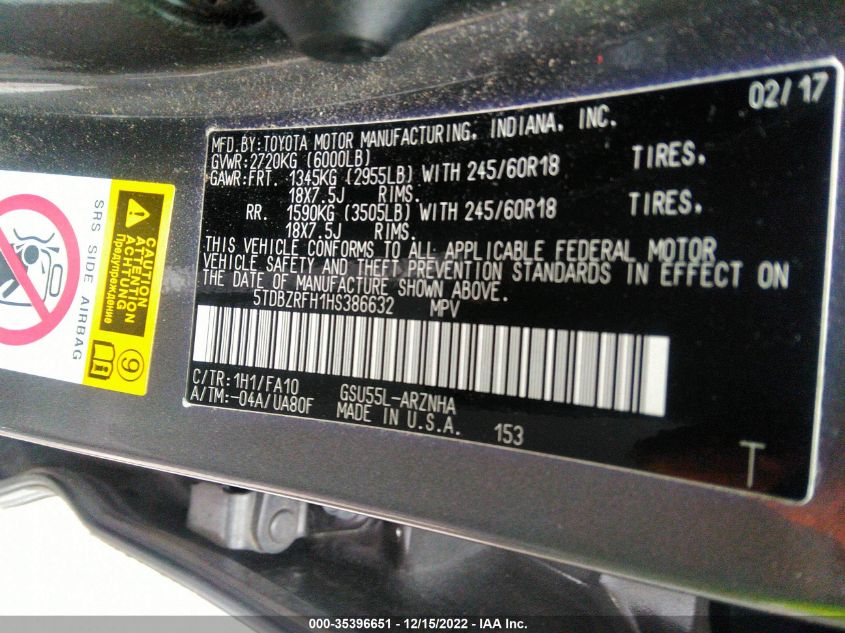 02/17
MFD.BY:TOYOTA MOTOR MANUFACTURING, INDIANA, INC.
GVWR:2720KG (6000LB)
GAWR:FRT. 1345KG (2955LB) WITH 245/60R18 TIRES.
18X7.5J RIMS.
RR. 1590KG (3505LB) WITH 245/60R18 TIRES.
18X7.5J RIMS.
THIS VEHICLE CONFORMS TO ALL APPLICABLE FEDERAL MOTOR
VEHICLE SAFETY AND THEFT PREVENTION STANDARDS IN EFFECT ON
THE DATE OF MANUFACTURE SHOWN ABOVE.
5TDBZRFH1HS386632 MPV
C/TR:1H1/FA10 GSU55L-ARZNHA
A/TM:-04A/UA80F MADE IN U.S.A. 153
T
SRS SIDE AIRBAG
CAUTION
ATTENTION
ACHTUNG
Предупреждение
9
000-35396651 - 12/15/2022 - IAA Inc.